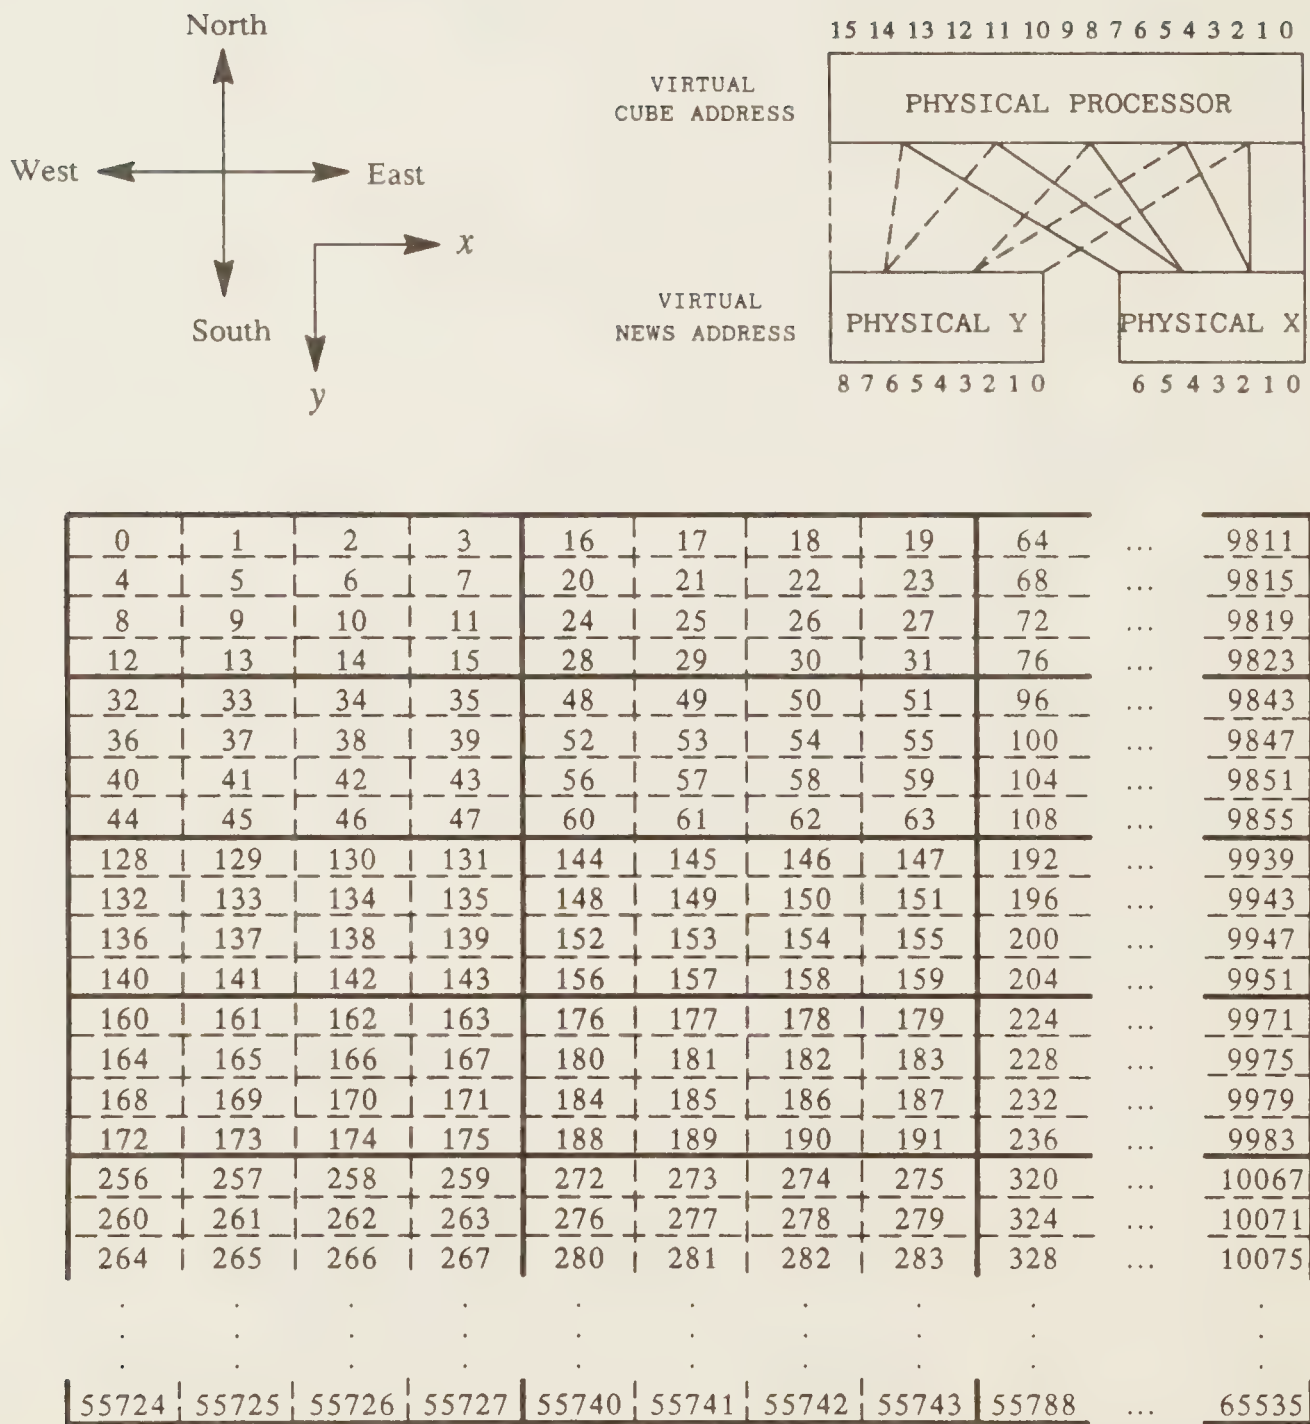 North
West
East
x
South
y
15 14 13 12 11 10 9 8 7 6 5 4 3 2 1 0
VIRTUAL
CUBE ADDRESS
PHYSICAL PROCESSOR
VIRTUAL
NEWS ADDRESS
PHYSICAL Y
PHYSICAL X
8 7 6 5 4 3 2 1 0
6 5 4 3 2 1 0
0 1 2 3 16 17 18 19 64 ... 9811
4 5 6 7 20 21 22 23 68 ... 9815
8 9 10 11 24 25 26 27 72 ... 9819
12 13 14 15 28 29 30 31 76 ... 9823
32 33 34 35 48 49 50 51 96 ... 9843
36 37 38 39 52 53 54 55 100 ... 9847
40 41 42 43 56 57 58 59 104 ... 9851
44 45 46 47 60 61 62 63 108 ... 9855
128 129 130 131 144 145 146 147 192 ... 9939
132 133 134 135 148 149 150 151 196 ... 9943
136 137 138 139 152 153 154 155 200 ... 9947
140 141 142 143 156 157 158 159 204 ... 9951
160 161 162 163 176 177 178 179 224 ... 9971
164 165 166 167 180 181 182 183 228 ... 9975
168 169 170 171 184 185 186 187 232 ... 9979
172 173 174 175 188 189 190 191 236 ... 9983
256 257 258 259 272 273 274 275 320 ... 10067
260 261 262 263 276 277 278 279 324 ... 10071
264 265 266 267 280 281 282 283 328 ... 10075
. . . . . . . . . .
. . . . . . . . . .
. . . . . . . . . .
55724 55725 55726 55727 55740 55741 55742 55743 55788 ... 65535